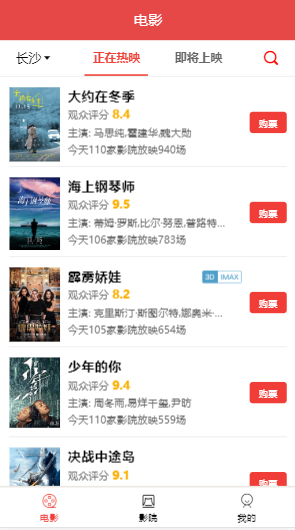 电影
长沙
正在热映
即将上映
大约在冬季
观众评分 8.4
主演: 马思纯,霍建华,魏大勋
今天110家影院放映940场
购票
海上钢琴师
观众评分 9.5
主演: 蒂姆·罗斯,比尔·努恩,普路特...
今天106家影院放映783场
购票
霹雳娇娃
3D IMAX
观众评分 8.2
主演: 克里斯汀·斯图尔特,娜奥米·...
今天105家影院放映654场
购票
少年的你
观众评分 9.4
主演: 周冬雨,易烊千玺,尹昉
今天110家影院放映559场
购票
决战中途岛
观众评分 9.1
购票
电影
影院
我的